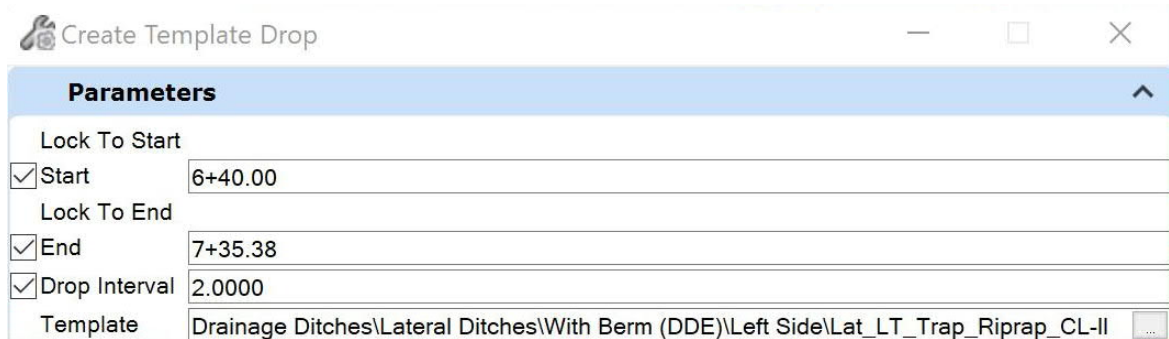 Create Template Drop
Parameters
Lock To Start
Start 6+40.00
Lock To End
End 7+35.38
Drop Interval 2.0000
Template Drainage Ditches\Lateral Ditches\With Berm (DDE)\Left Side\Lat_LT_Trap_Riprap_CL-II ...